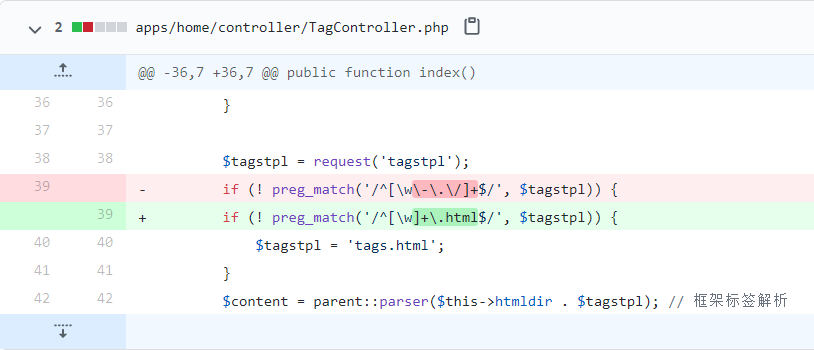 2 apps/home/controller/TagController.php
@@ -36,7 +36,7 @@ public function index()
36 36 }
37 37
38 38 $tagstpl = request('tagstpl');
39 - if (! preg_match('/^[\w\-\.\/]+$/', $tagstpl)) {
39 + if (! preg_match('/^[\w]+\.html$/', $tagstpl)) {
40 40 $tagstpl = 'tags.html';
41 41 }
42 42 $content = parent::parser($this->htmldir . $tagstpl); // 框架标签解析